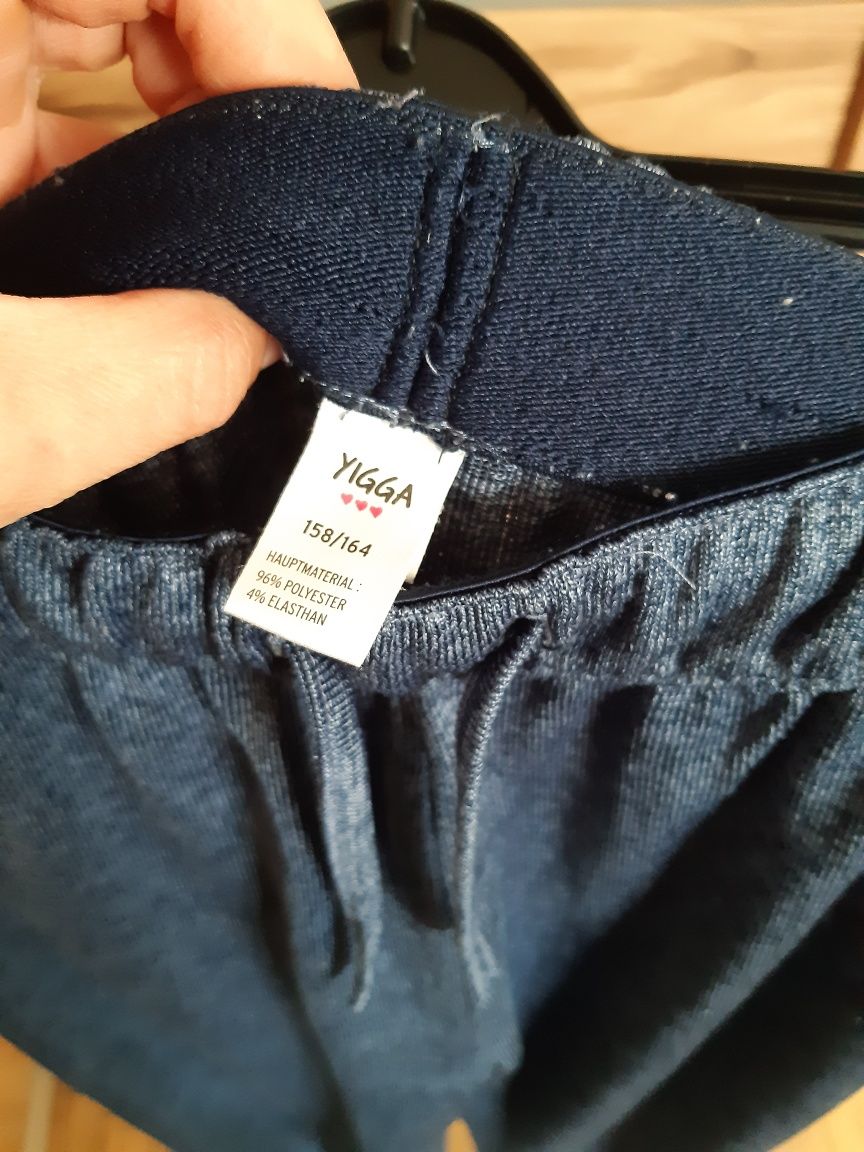 YIGGA
158/164
HAUPTMATERIAL:
96% POLYESTER
4% ELASTHAN